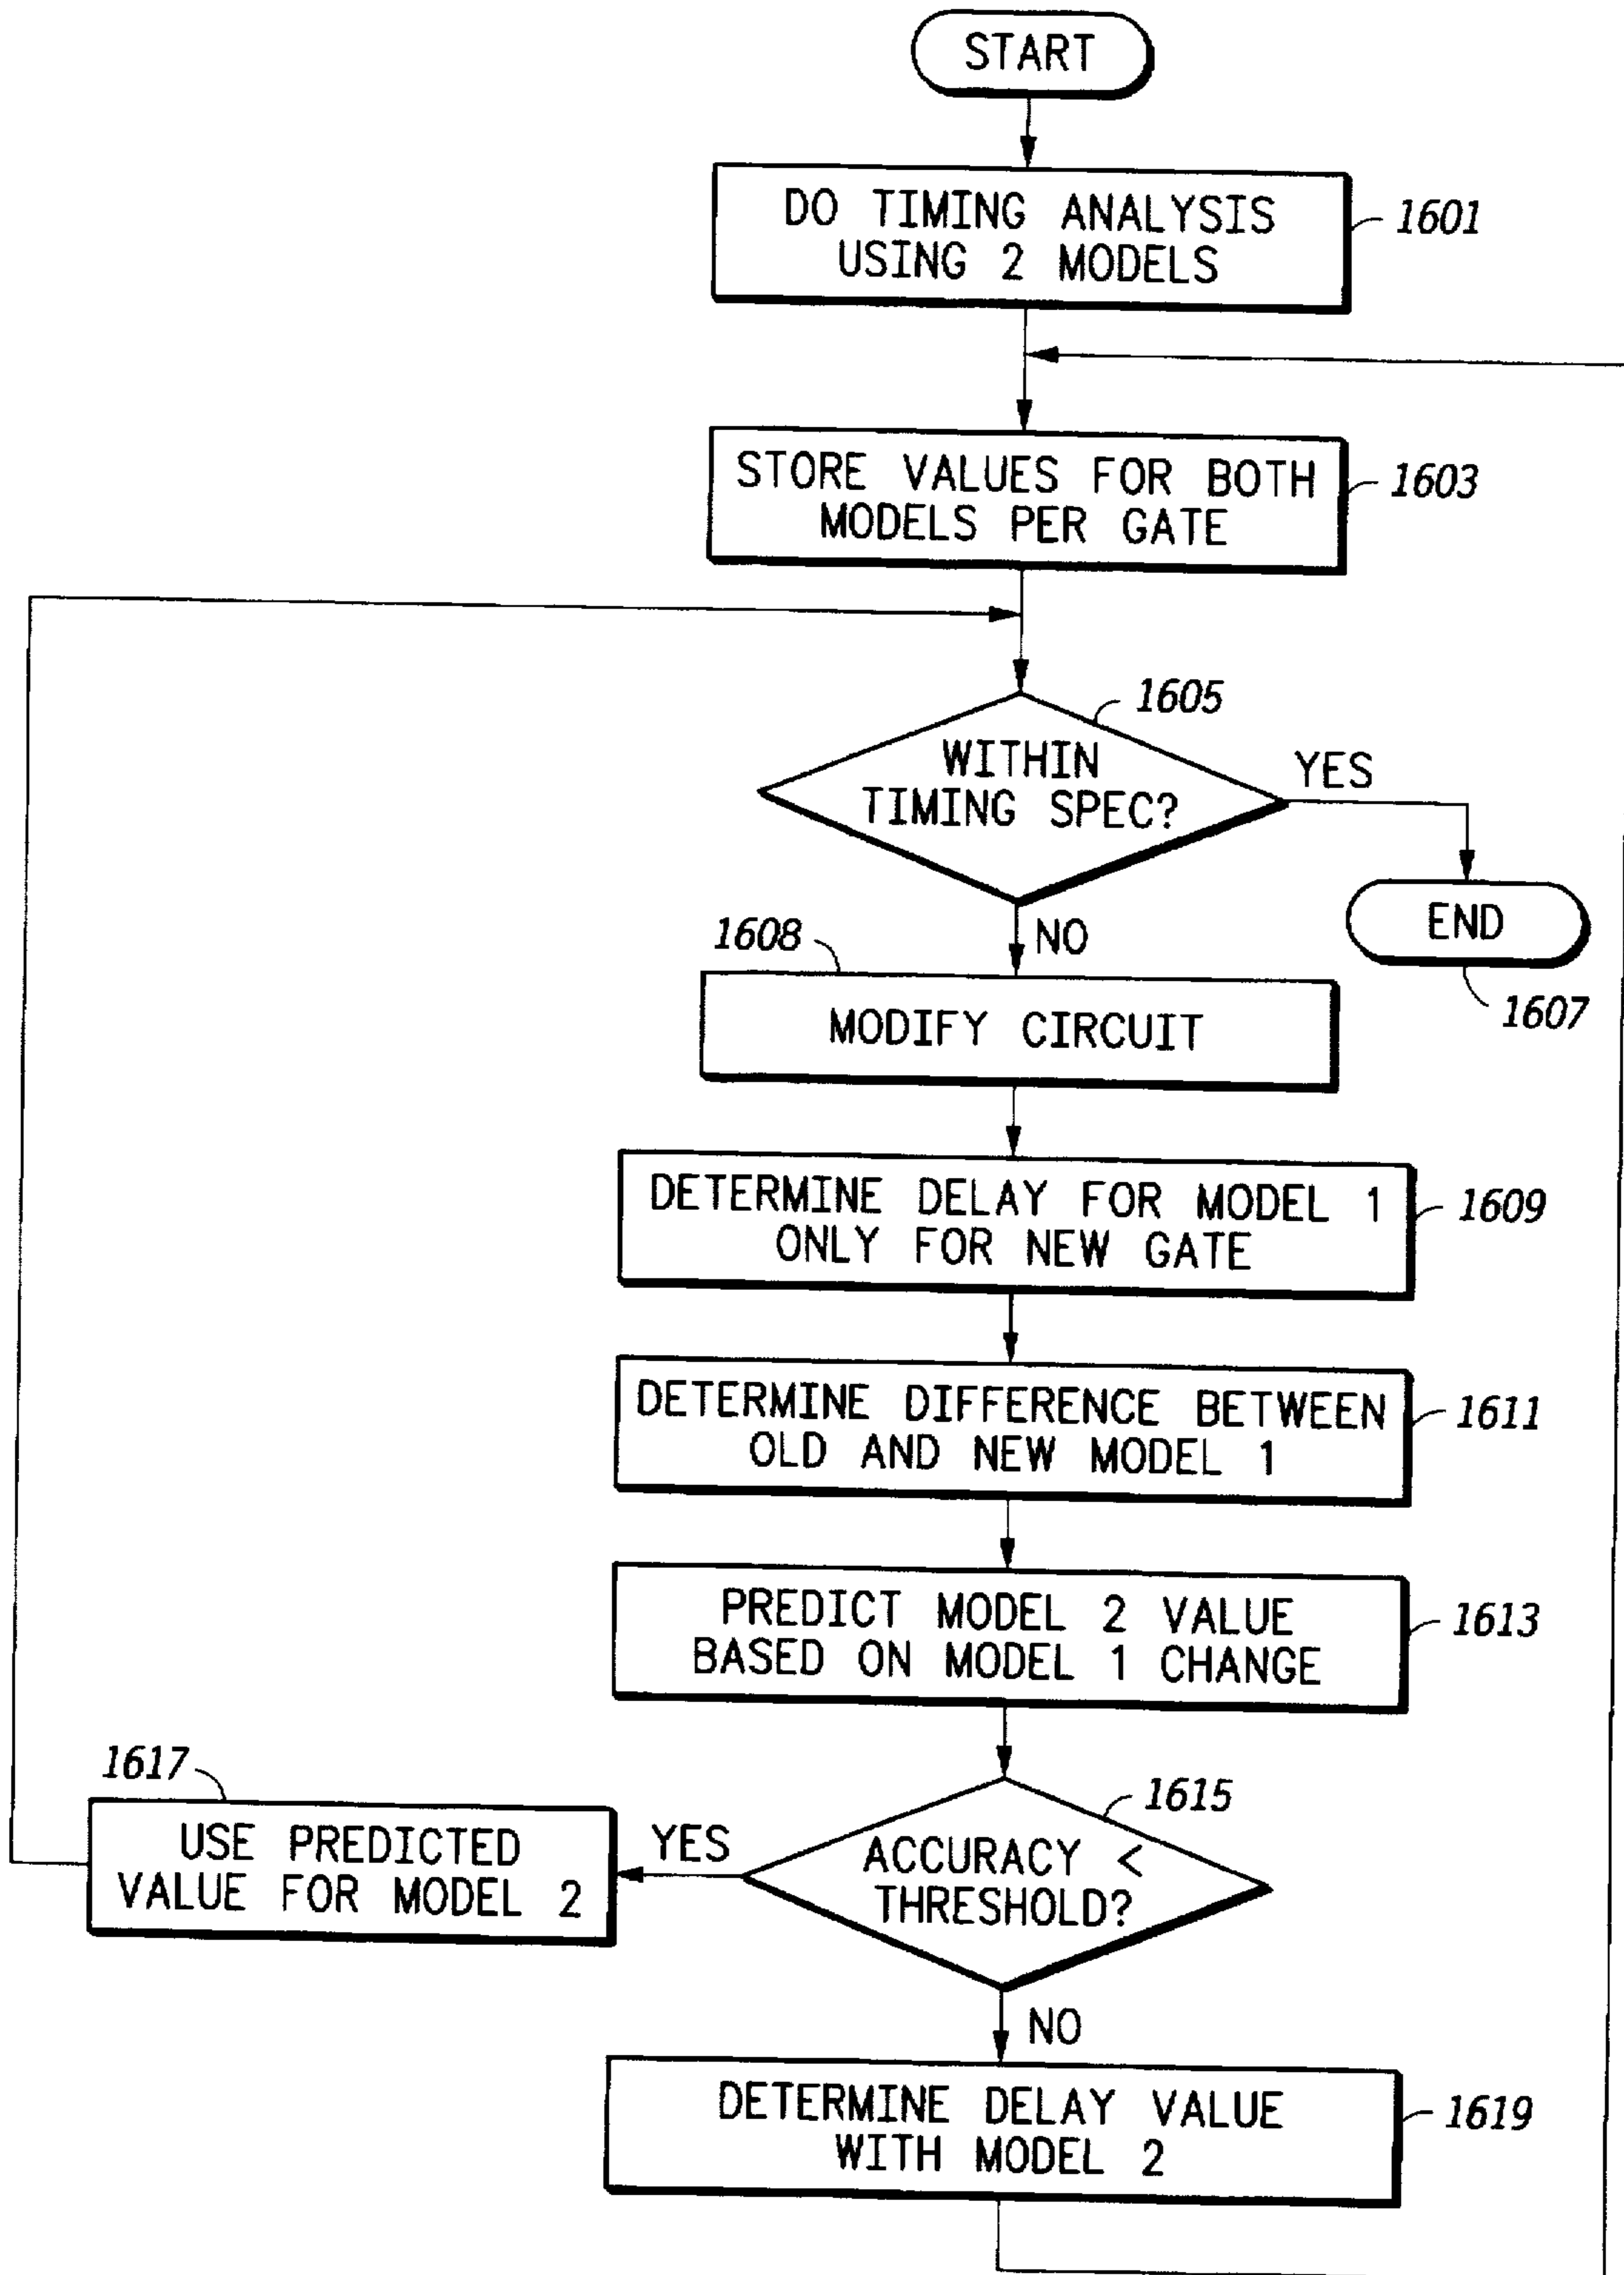 START
DO TIMING ANALYSIS
USING 2 MODELS
1601
STORE VALUES FOR BOTH
MODELS PER GATE
1603
1605
WITHIN
TIMING SPEC?
YES
END
1607
NO
1608
MODIFY CIRCUIT
DETERMINE DELAY FOR MODEL 1
ONLY FOR NEW GATE
1609
DETERMINE DIFFERENCE BETWEEN
OLD AND NEW MODEL 1
1611
PREDICT MODEL 2 VALUE
BASED ON MODEL 1 CHANGE
1613
1615
ACCURACY <
THRESHOLD?
YES
1617
USE PREDICTED
VALUE FOR MODEL 2
NO
DETERMINE DELAY VALUE
WITH MODEL 2
1619